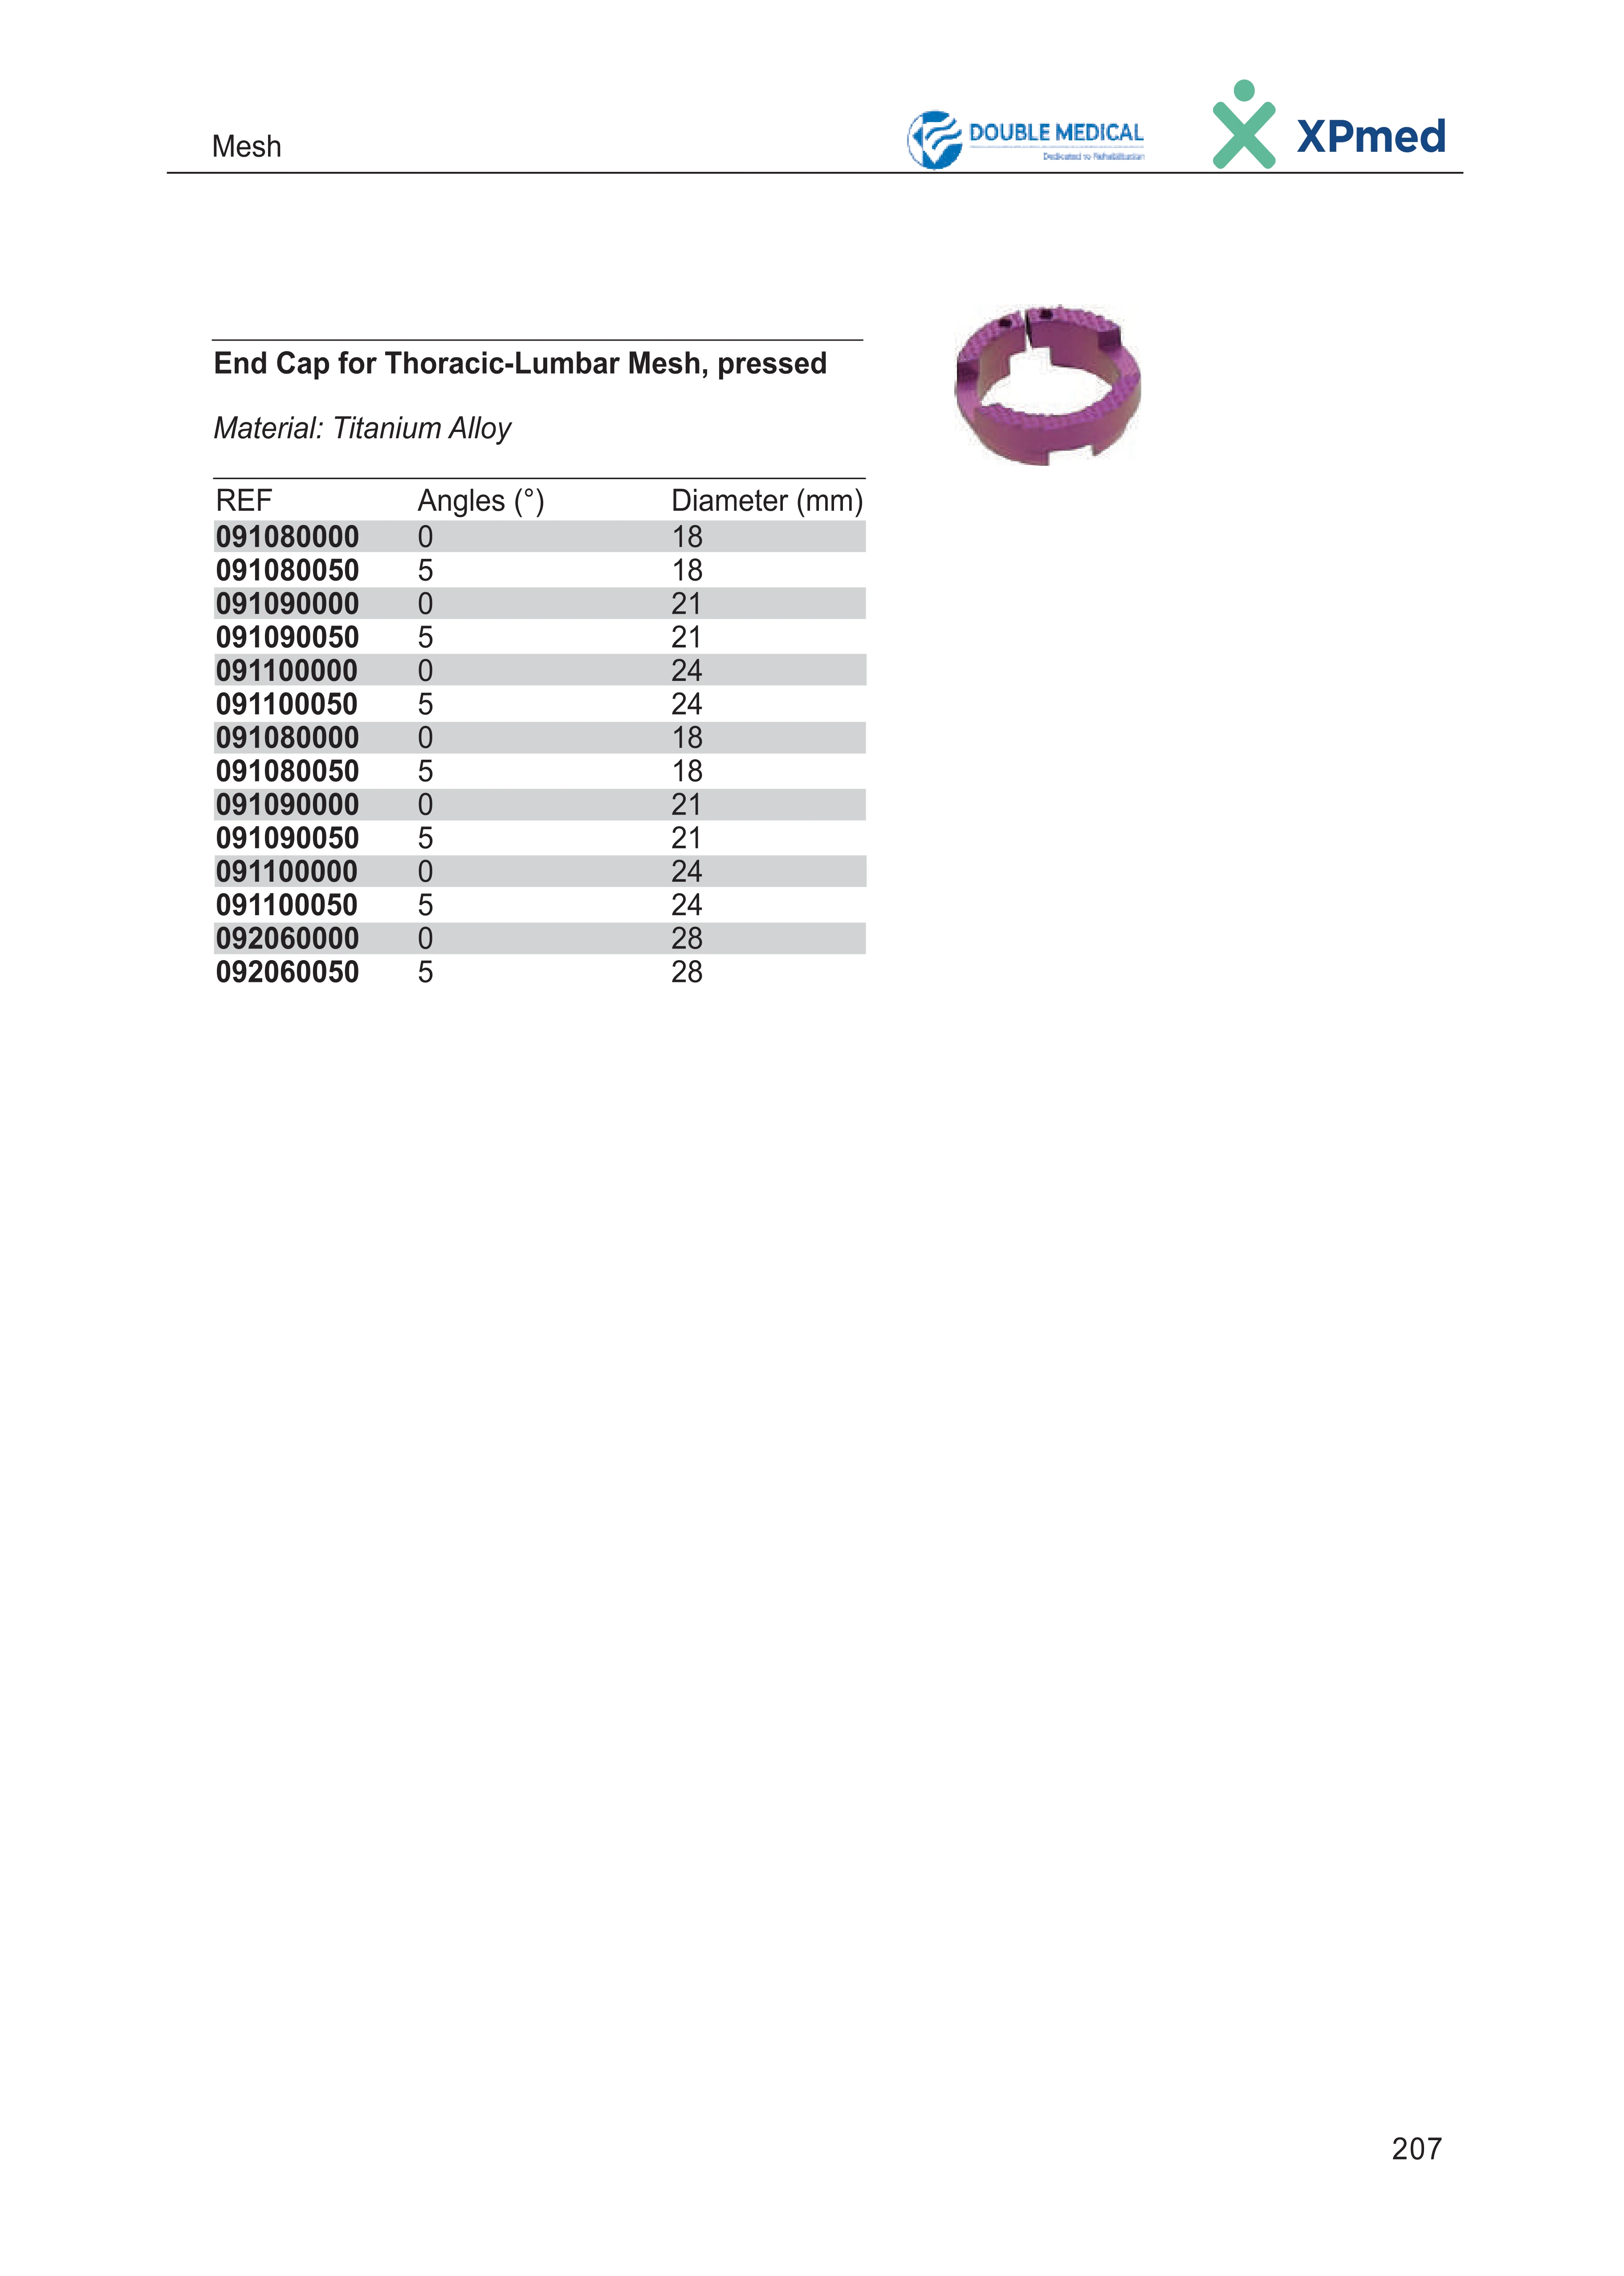 Mesh
DOUBLE MEDICAL
Dedicated to Rehabilitation
XPmed
End Cap for Thoracic-Lumbar Mesh, pressed
Material: Titanium Alloy
REF Angles (°) Diameter (mm)
091080000 0 18
091080050 5 18
091090000 0 21
091090050 5 21
091100000 0 24
091100050 5 24
091080000 0 18
091080050 5 18
091090000 0 21
091090050 5 21
091100000 0 24
091100050 5 24
092060000 0 28
092060050 5 28
207